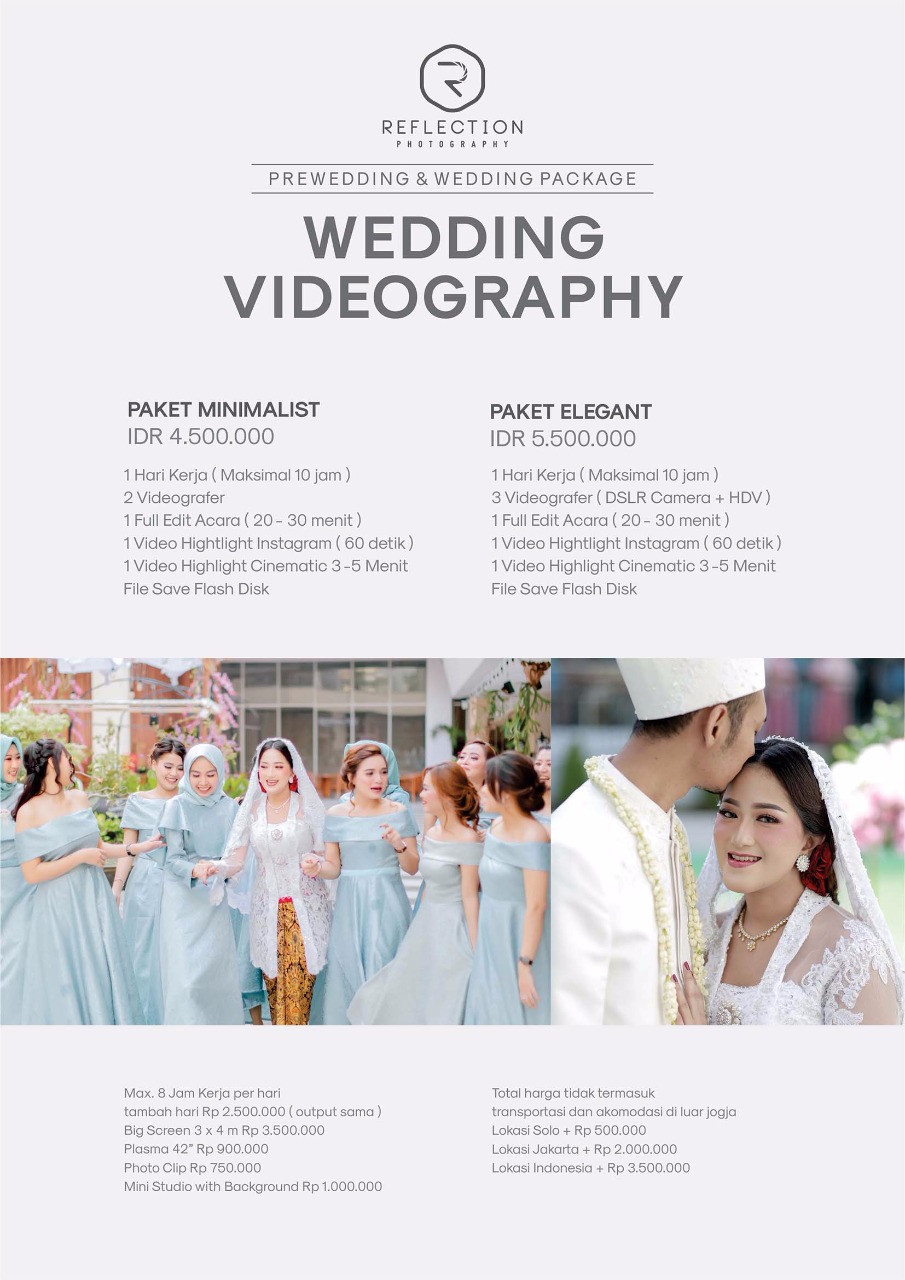 REFLECTION
PHOTOGRAPHY
PREWEDDING & WEDDING PACKAGE
WEDDING
VIDEOGRAPHY
PAKET MINIMALIST
IDR 4.500.000
1 Hari Kerja ( Maksimal 10 jam )
2 Videografer
1 Full Edit Acara ( 20 - 30 menit )
1 Video Hightlight Instagram ( 60 detik )
1 Video Highlight Cinematic 3 -5 Menit
File Save Flash Disk
PAKET ELEGANT
IDR 5.500.000
1 Hari Kerja ( Maksimal 10 jam )
3 Videografer ( DSLR Camera + HDV )
1 Full Edit Acara ( 20 - 30 menit )
1 Video Hightlight Instagram ( 60 detik )
1 Video Highlight Cinematic 3 -5 Menit
File Save Flash Disk
Max. 8 Jam Kerja per hari
tambah hari Rp 2.500.000 ( output sama )
Big Screen 3 x 4 m Rp 3.500.000
Plasma 42” Rp 900.000
Photo Clip Rp 750.000
Mini Studio with Background Rp 1.000.000
Total harga tidak termasuk
transportasi dan akomodasi di luar jogja
Lokasi Solo + Rp 500.000
Lokasi Jakarta + Rp 2.000.000
Lokasi Indonesia + Rp 3.500.000